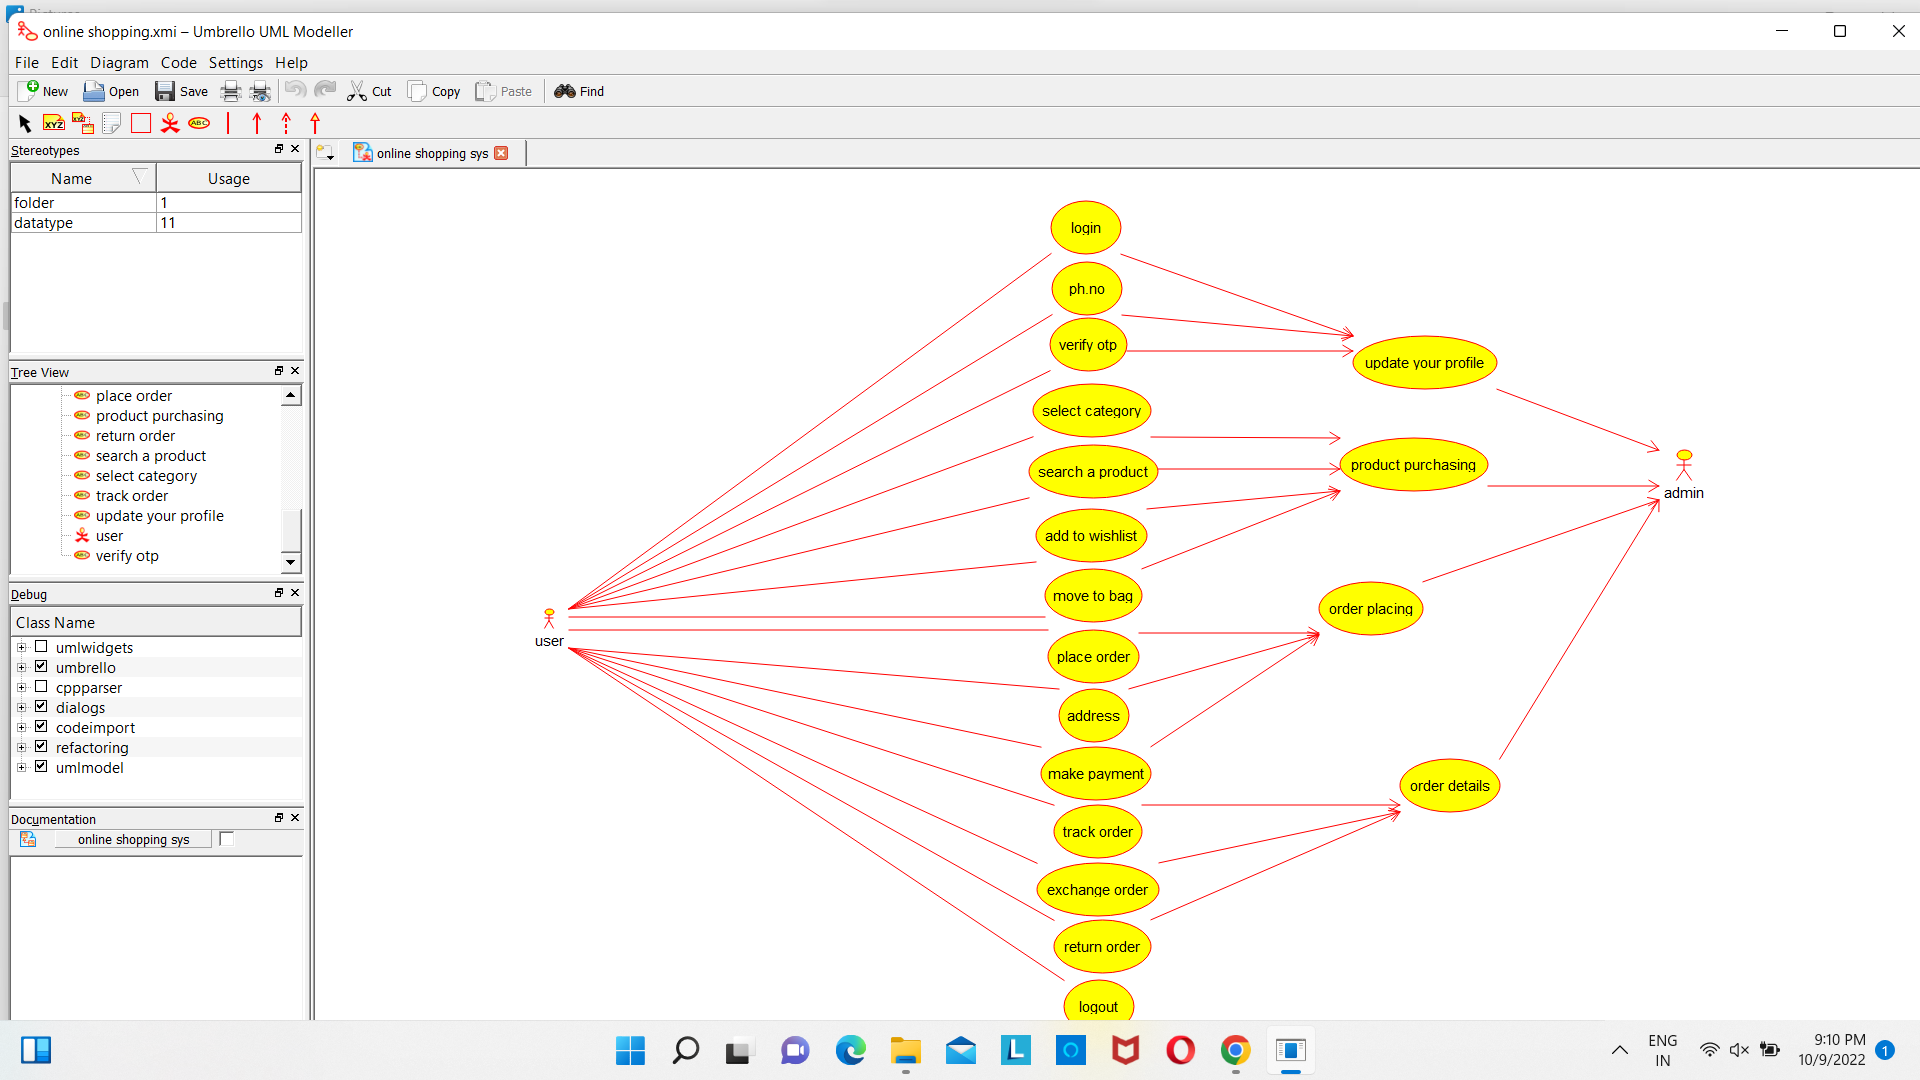 online shopping.xmi – Umbrello UML Modeller
File Edit Diagram Code Settings Help
New Open Save Cut Copy Paste Find
XYZ XYZ ABC
Stereotypes
Name Usage
folder 1
datatype 11
Tree View
place order
product purchasing
return order
search a product
select category
track order
update your profile
user
verify otp
Debug
Class Name
umlwidgets
umbrello
cppparser
dialogs
codeimport
refactoring
umlmodel
Documentation
online shopping sys
online shopping sys
login
ph.no
verify otp
select category
search a product
add to wishlist
move to bag
place order
address
make payment
track order
exchange order
return order
logout
user
update your profile
product purchasing
order placing
order details
admin
ENG
IN
9:10 PM
10/9/2022
1